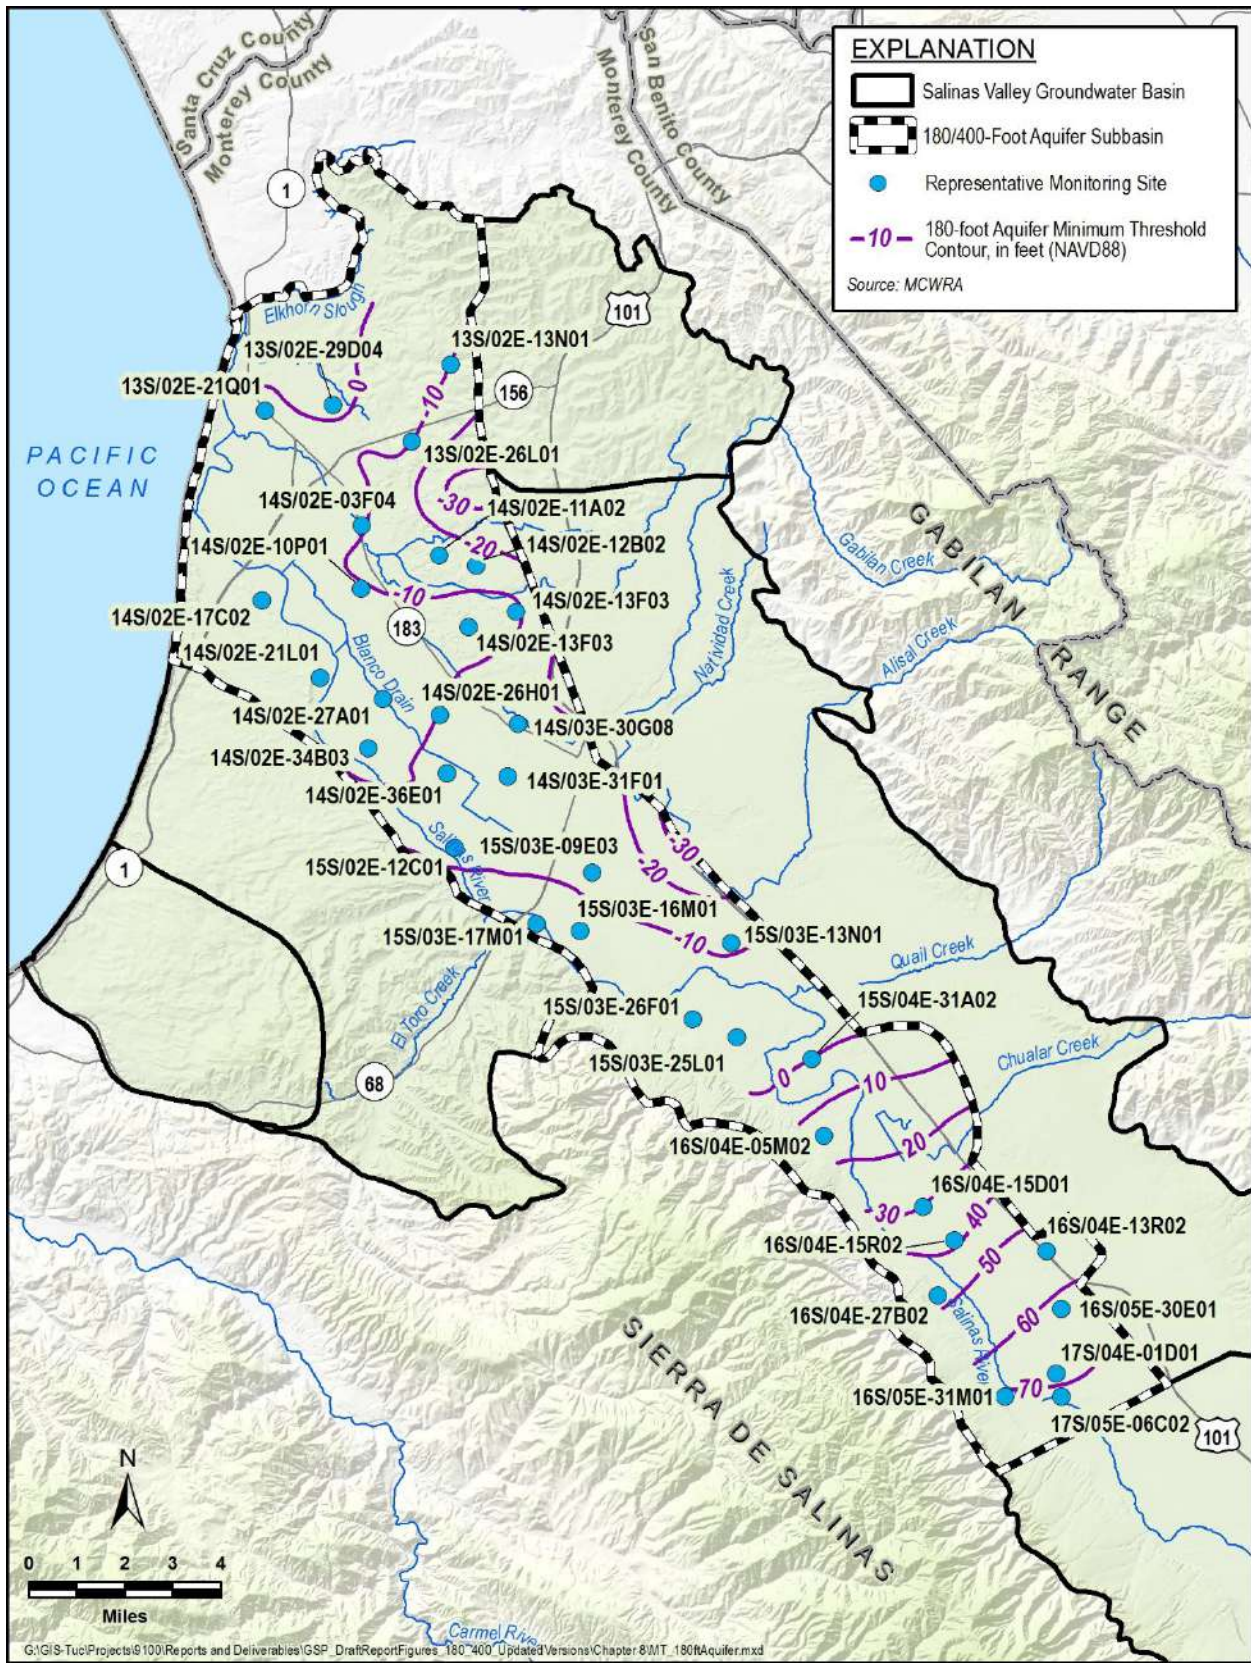 Santa Cruz County
Monterey County
San Benito County
Monterey County
EXPLANATION
Salinas Valley Groundwater Basin
180/400-Foot Aquifer Subbasin
Representative Monitoring Site
-10
180-foot Aquifer Minimum Threshold
Contour, in feet (NAVD88)
Source: MCWRA
1
101
Elkhorn Slough
13S/02E-13N01
13S/02E-29D04
0
13S/02E-21Q01
-10
156
PACIFIC
OCEAN
13S/02E-26L01
14S/02E-03F04
-30
14S/02E-11A02
GABILAN
RANGE
-20
14S/02E-12B02
14S/02E-10P01
Gabilan Creek
-10
14S/02E-13F03
14S/02E-17C02
183
14S/02E-13F03
Natividad Creek
Alisal Creek
14S/02E-21L01
Blanco Drain
14S/02E-26H01
14S/02E-27A01
14S/03E-30G08
14S/02E-34B03
14S/03E-31F01
14S/02E-36E01
Salinas River
15S/03E-09E03
-30
-20
15S/02E-12C01
1
15S/03E-16M01
15S/03E-17M01
-10
15S/03E-13N01
Quail Creek
El Toro Creek
15S/03E-26F01
15S/04E-31A02
15S/03E-25L01
Chualar Creek
0
10
68
16S/04E-05M02
20
16S/04E-15D01
30
40
16S/04E-15R02
16S/04E-13R02
50
16S/04E-27B02
Salinas River
60
16S/05E-30E01
17S/04E-01D01
16S/05E-31M01
70
17S/05E-06C02
101
SIERRA DE SALINAS
N
0 1 2 3 4
Miles
Carmel River
G:\GIS-Tuc\Projects\9100\Reports and Deliverables\GSP_DraftReportFigures_180_400_UpdatedVersions\Chapter 8\MT_180ftAquifer.mxd